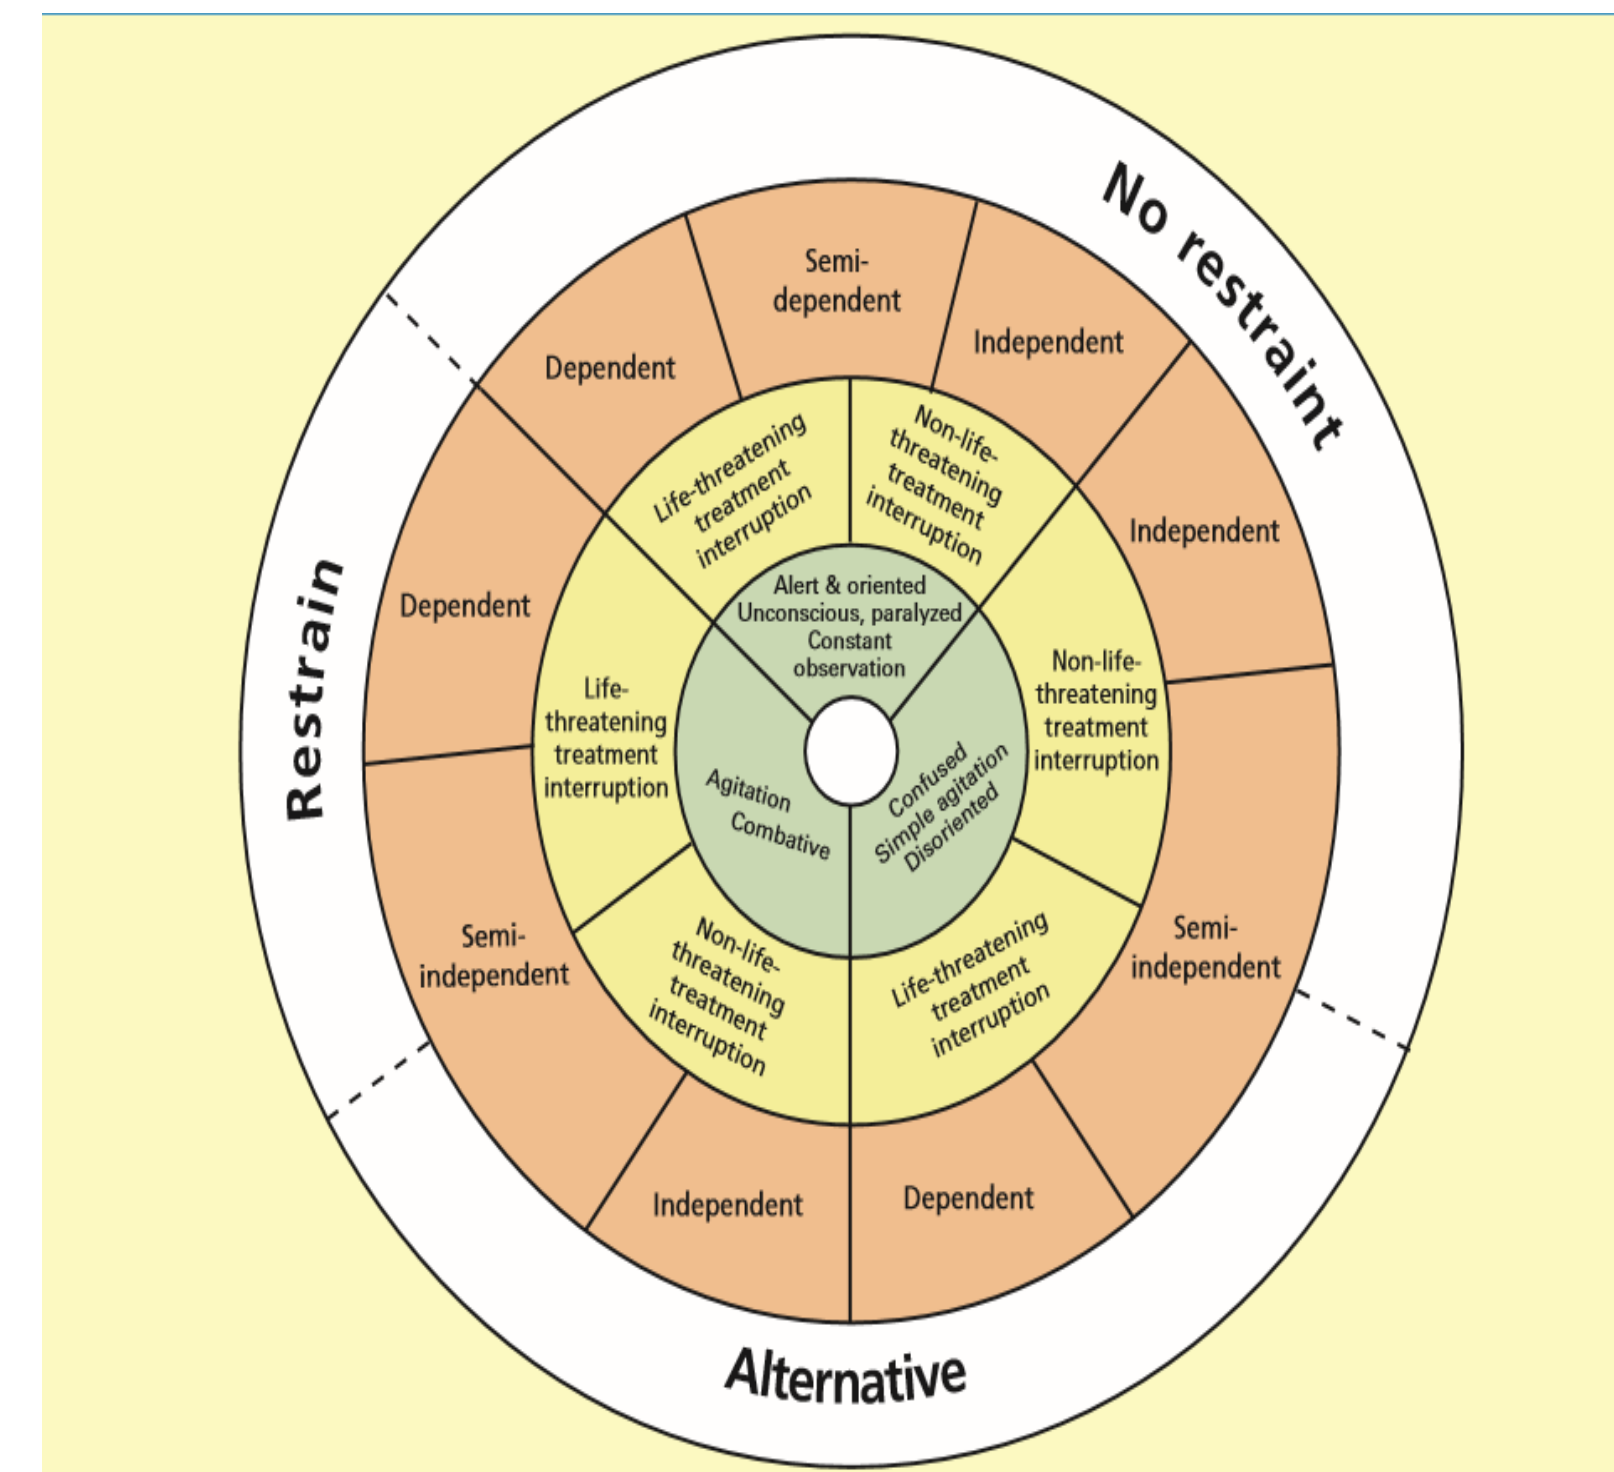 No restraint
Semi-
dependent
Independent
Dependent
Independent
Dependent
Semi-
independent
Semi-
independent
Independent
Dependent
Life-threatening
treatment
interruption
Non-life-
threatening
treatment
interruption
Life-
threatening
treatment
interruption
Non-life-
threatening
treatment
interruption
Non-life-
threatening
treatment
interruption
Life-threatening
treatment
interruption
Alert & oriented
Unconscious, paralyzed
Constant
observation
Agitation
Combative
Confused
Simple agitation
Disoriented
Restrain
Alternative